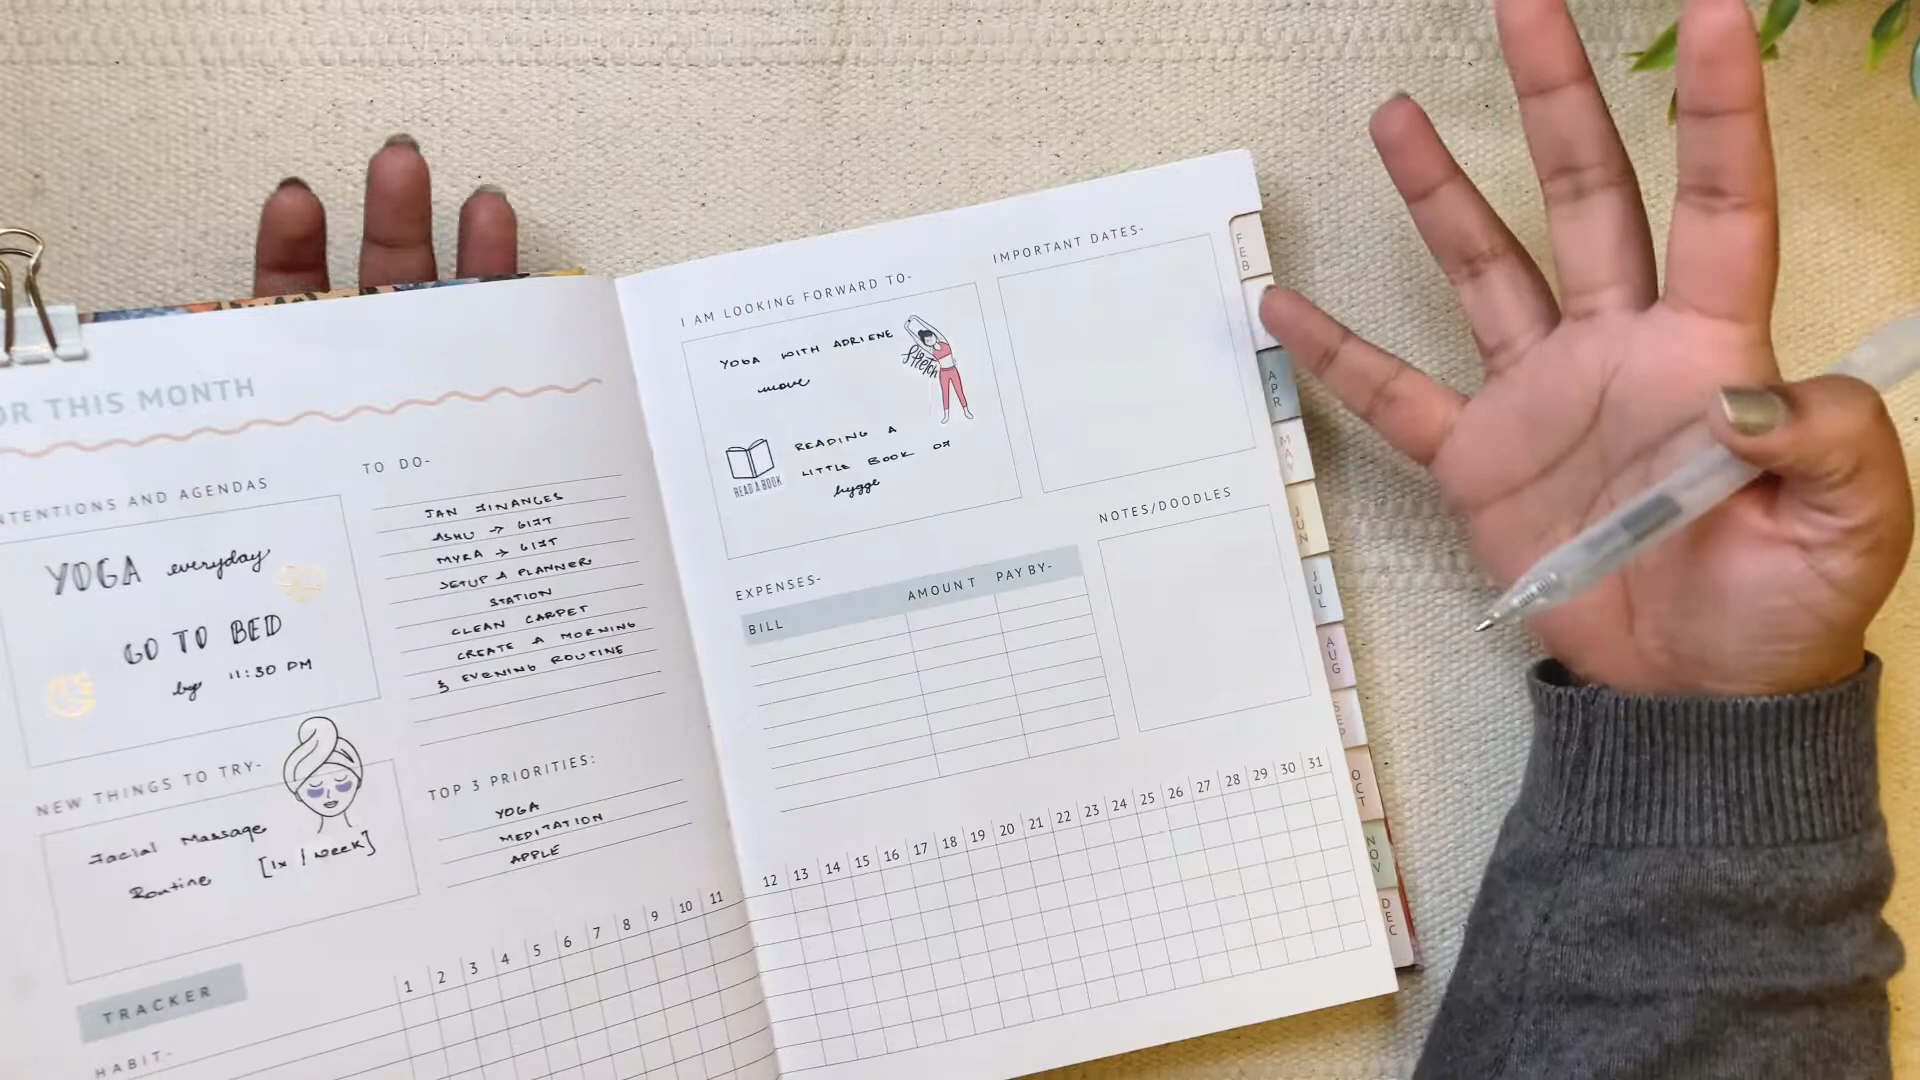 OR THIS MONTH
NTENTIONS AND AGENDAS
YOGA everyday
GO TO BED
by 11:30 PM
NEW THINGS TO TRY-
Facial Massage
Routine [1x / week]
TO DO-
JAN FINANCES
ASHU → GIFT
MYRA → GIFT
SETUP A PLANNER
STATION
CLEAN CARPET
CREATE A MORNING
& EVENING ROUTINE
TOP 3 PRIORITIES:
YOGA
MEDITATION
APPLE
I AM LOOKING FORWARD TO-
YOGA WITH ADRIENE
move
Stretch
READING A
LITTLE BOOK OF
hygge
READ A BOOK
IMPORTANT DATES-
EXPENSES-
BILL AMOUNT PAY BY-
NOTES/DOODLES
TRACKER
HABIT-
1 2 3 4 5 6 7 8 9 10 11 12 13 14 15 16 17 18 19 20 21 22 23 24 25 26 27 28 29 30 31
FEB
APR
MAY
JUN
JUL
AUG
SEP
OCT
NOV
DEC